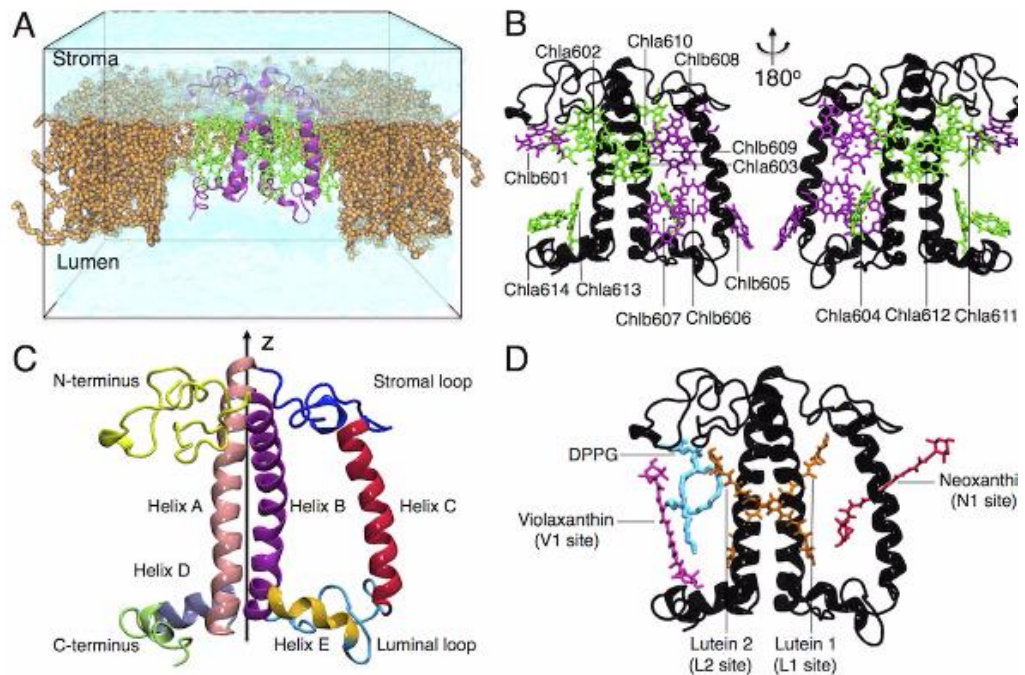 A
Stroma
Lumen
B
Chla602
Chla610
Chlb608
180º
Chlb609
Chla603
Chlb601
Chlb605
Chla614
Chla613
Chlb607
Chlb606
Chla604
Chla612
Chla611
C
z
N-terminus
Stromal loop
Helix A
Helix B
Helix C
Helix D
C-terminus
Helix E
Luminal loop
D
DPPG
Neoxanthi
(N1 site)
Violaxanthin
(V1 site)
Lutein 2
(L2 site)
Lutein 1
(L1 site)